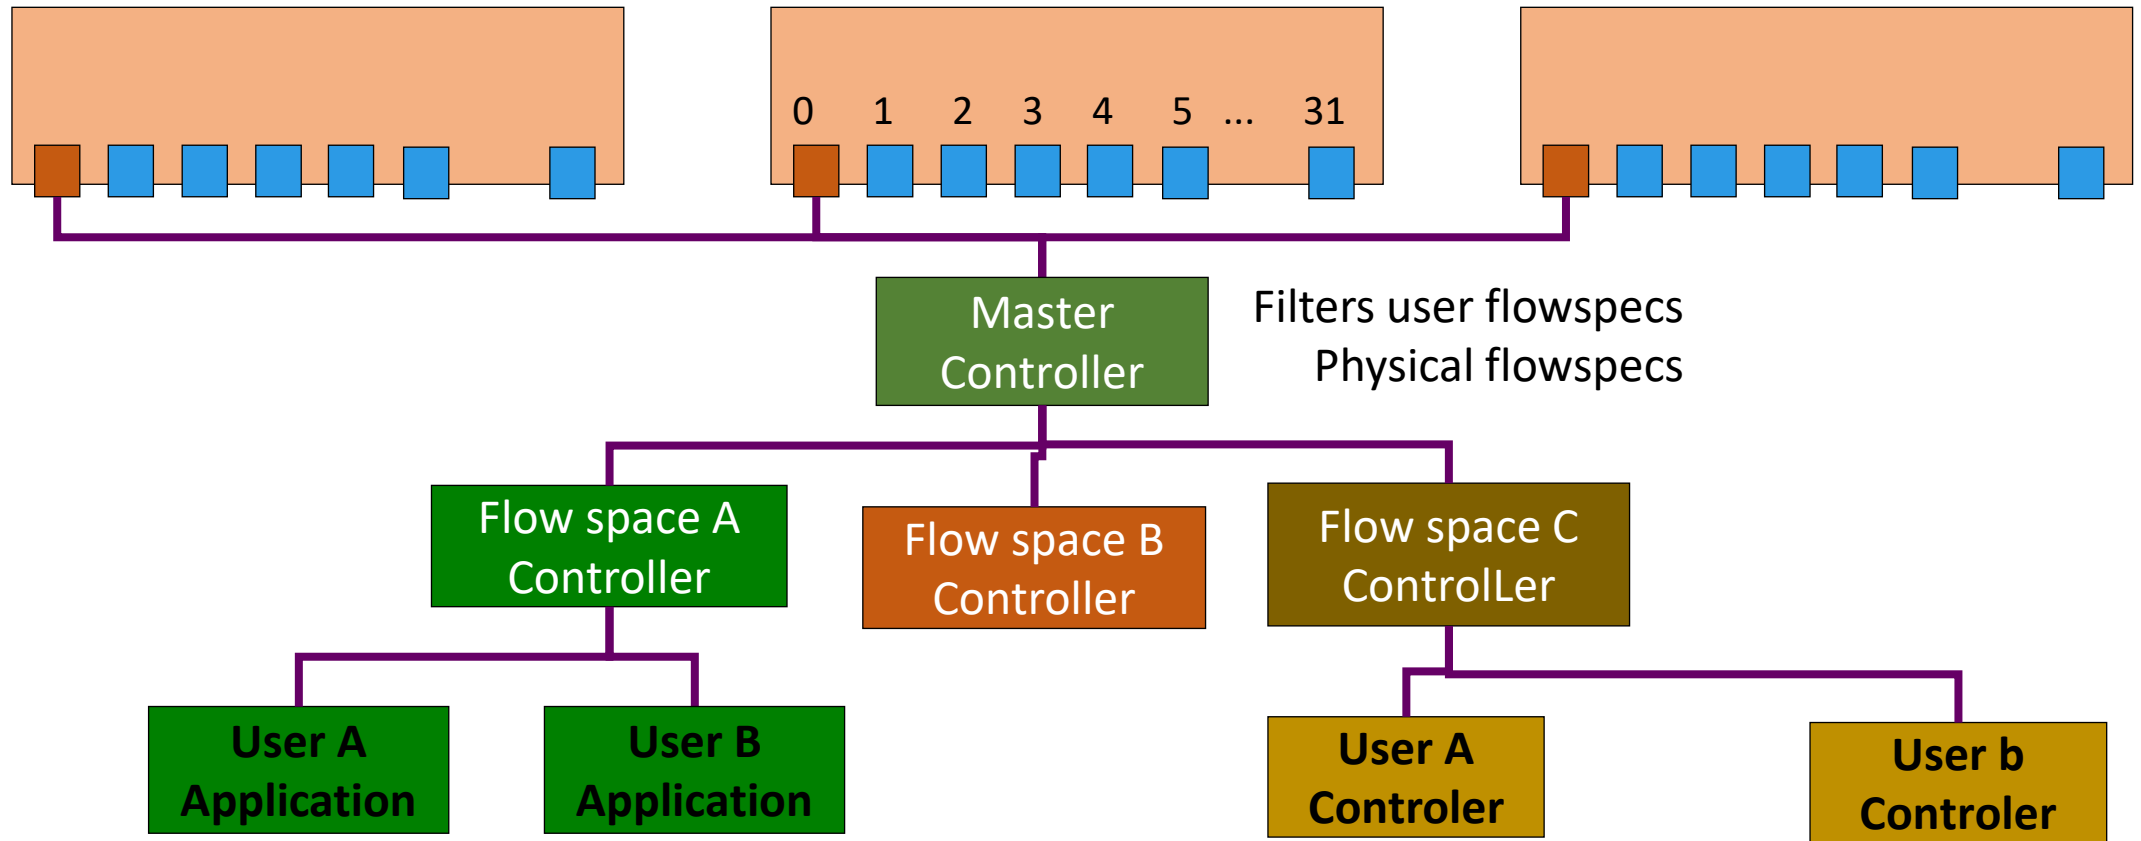 0 1 2 3 4 5 ... 31
Master
Controller
Filters user flowspecs
Physical flowspecs
Flow space A
Controller
Flow space B
Controller
Flow space C
ControlLer
User A
Application
User B
Application
User A
Controler
User b
Controler